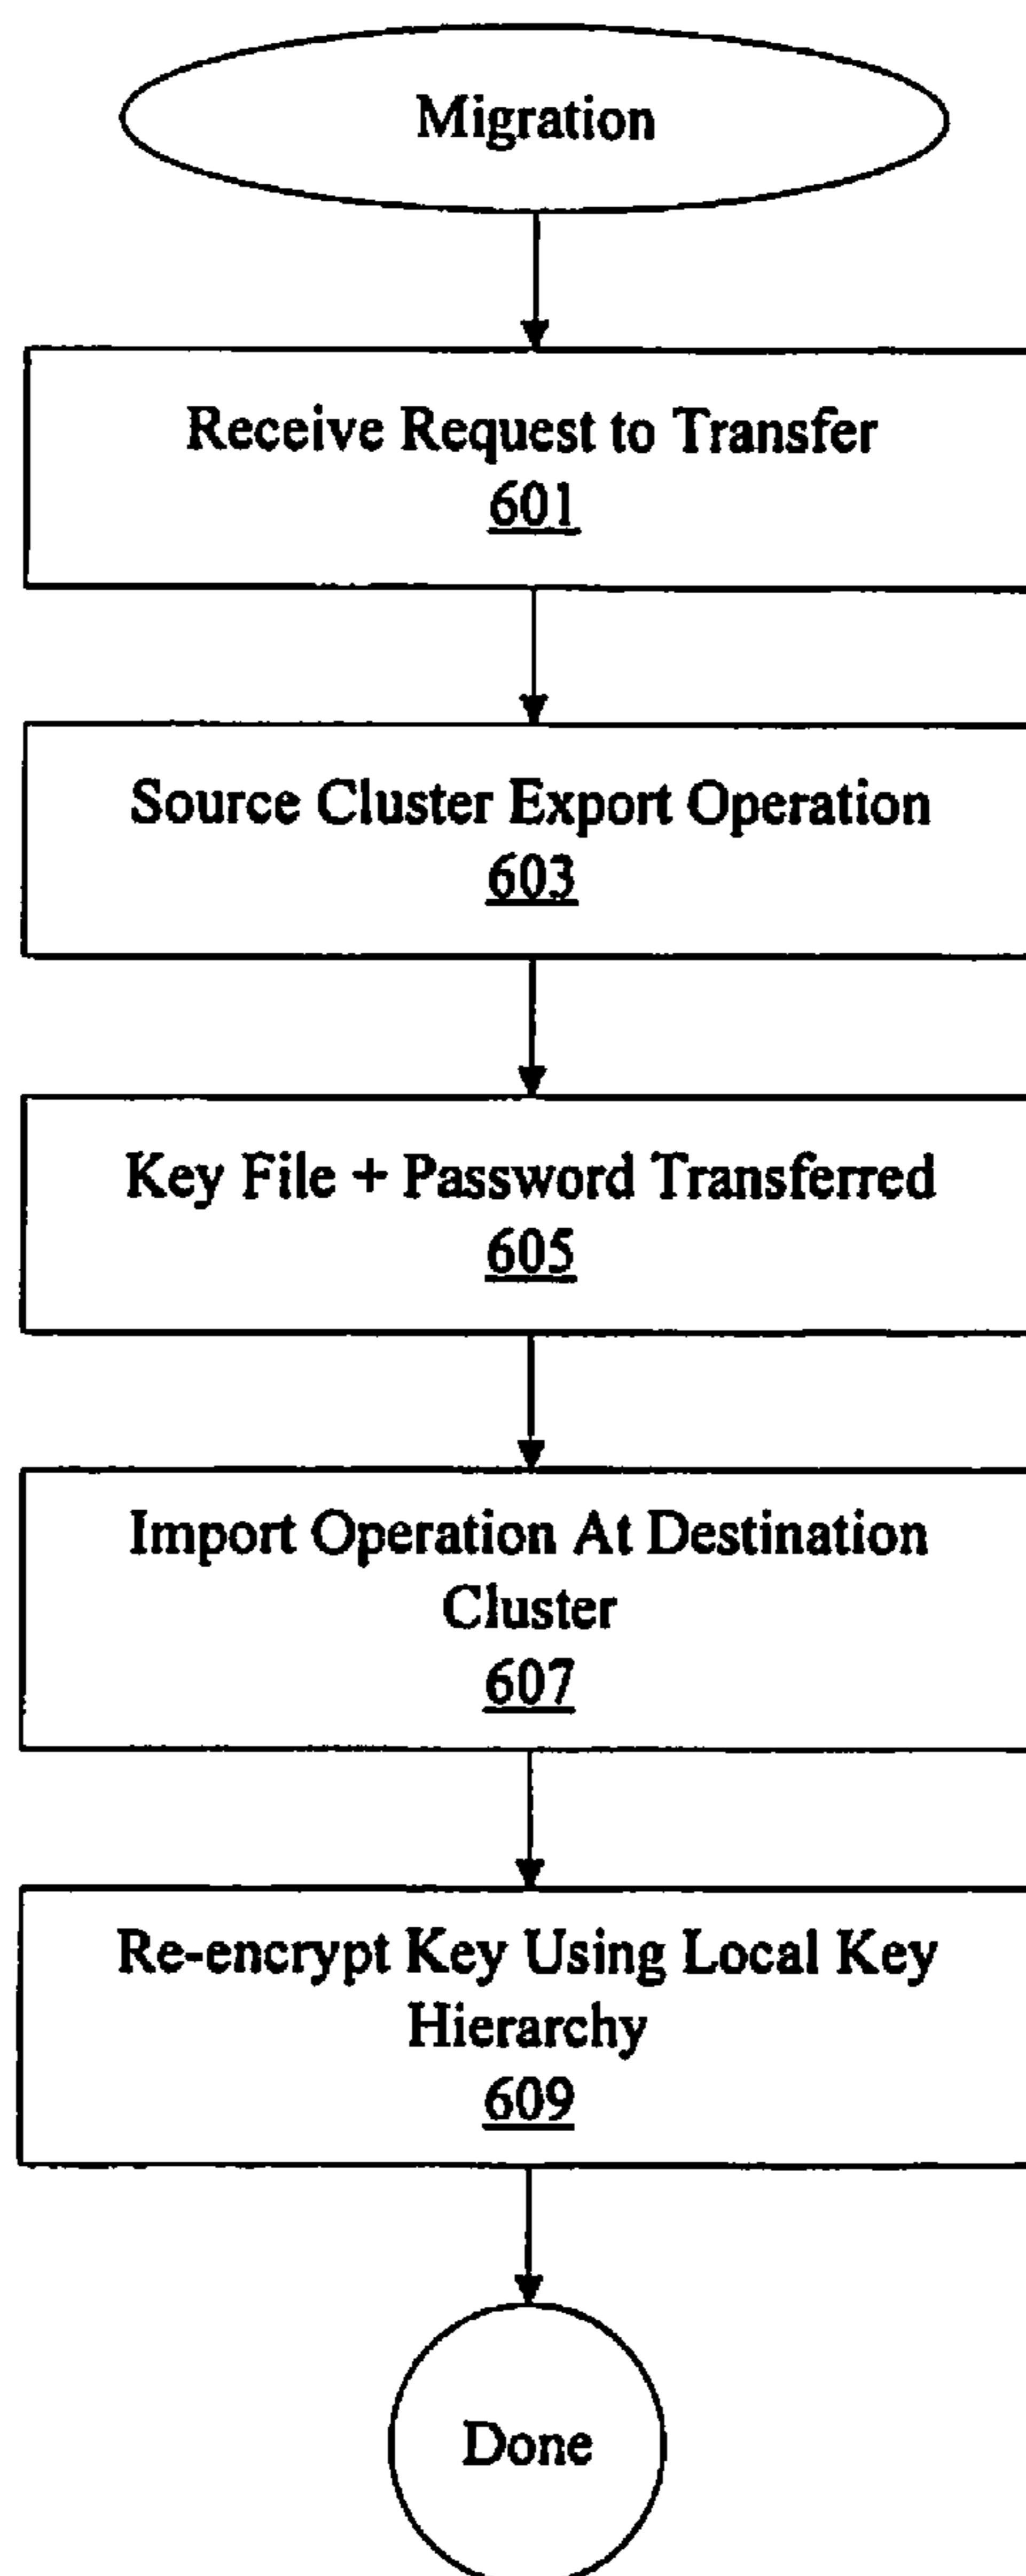 Migration
Receive Request to Transfer
601
Source Cluster Export Operation
603
Key File + Password Transferred
605
Import Operation At Destination
Cluster
607
Re-encrypt Key Using Local Key
Hierarchy
609
Done